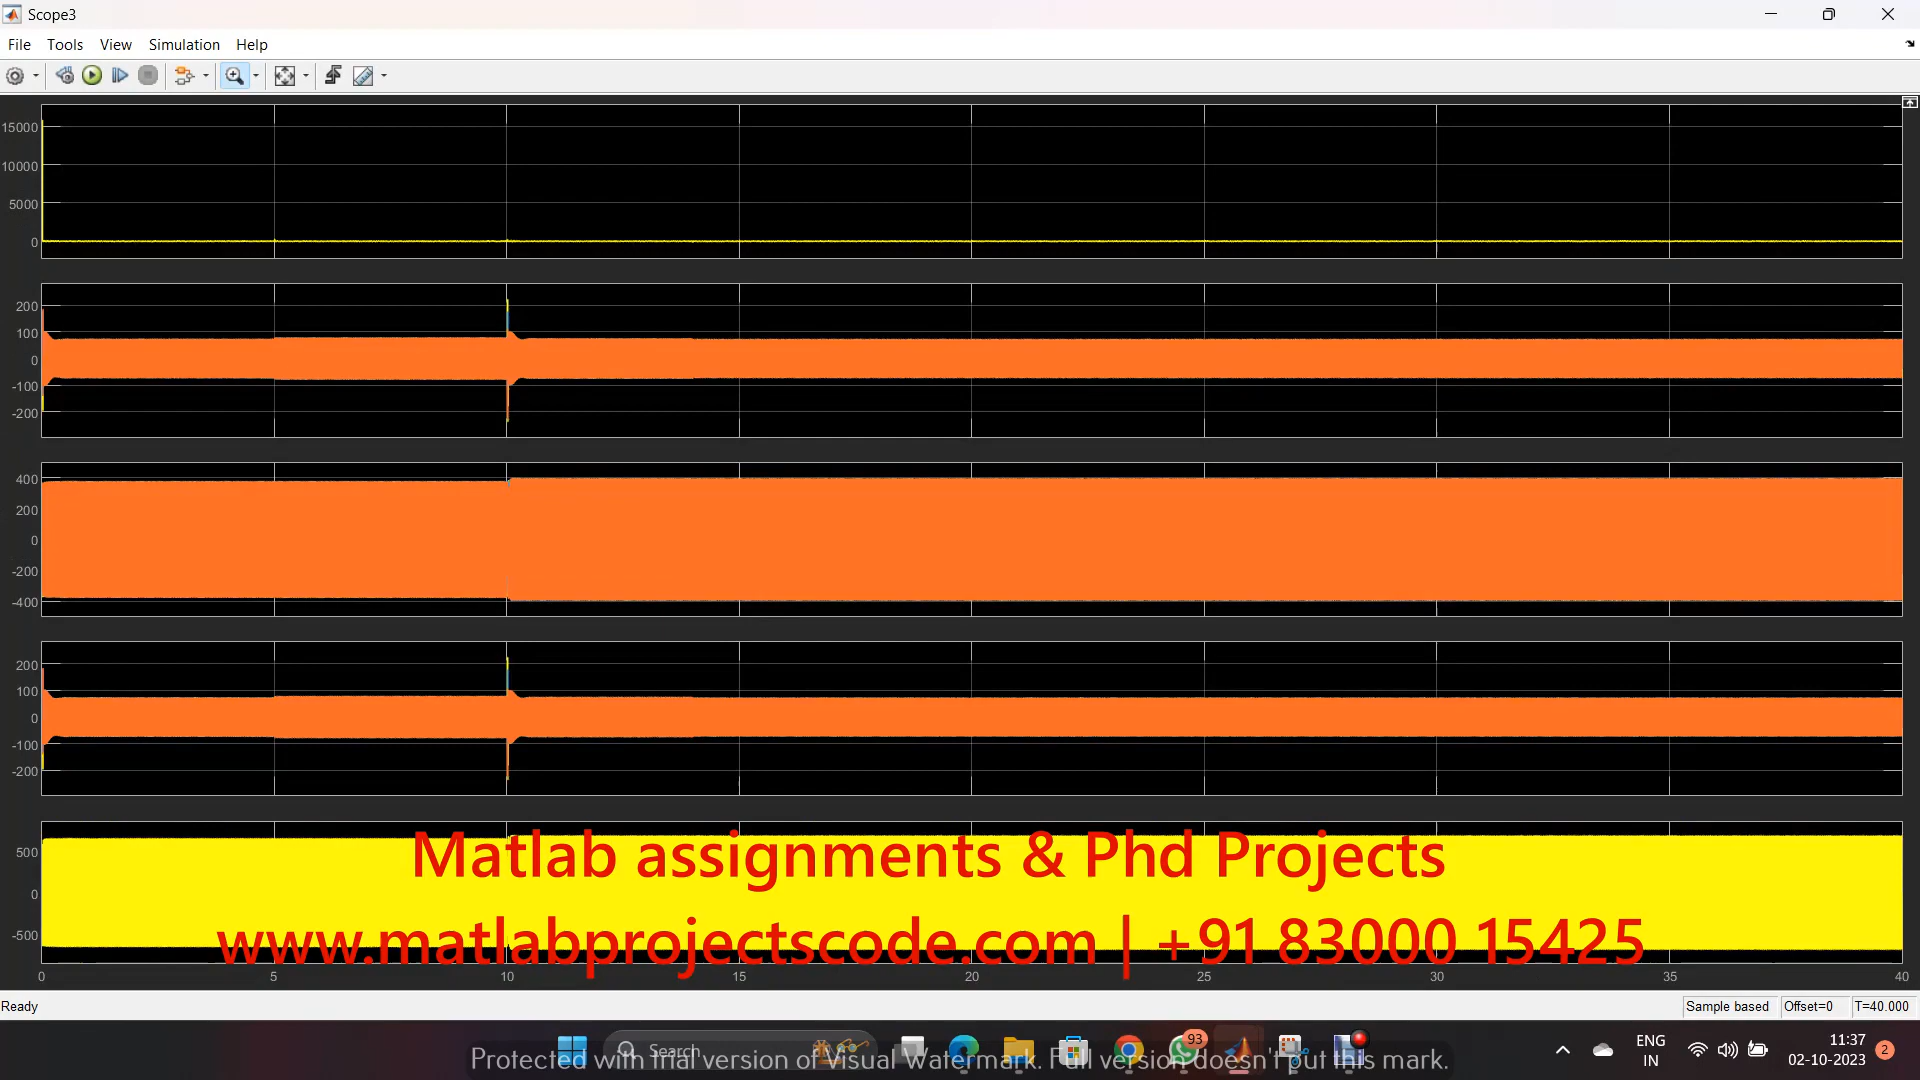 Scope3
File Tools View Simulation Help
15000
10000
5000
0
200
100
0
-100
-200
400
200
0
-200
-400
200
100
0
-100
-200
500
0
-500
Matlab assignments & Phd Projects
www.matlabprojectscode.com | +91 83000 15425
0 5 10 15 20 25 30 35 40
Ready Sample based Offset=0 T=40.000
Search 93 ENG 11:37
IN 02-10-2023 2
Protected with trial version of Visual Watermark. Full version doesn't put this mark.